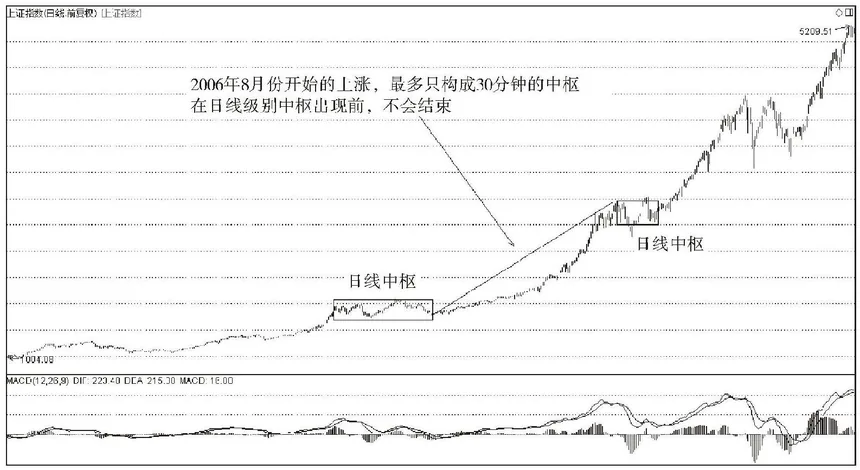 上证指数(日线.前复权) [上证指数]
5209.51
2006年8月份开始的上涨，最多只构成30分钟的中枢
在日线级别中枢出现前，不会结束
日线中枢
日线中枢
1004.08
MACD(12,26,9) DIF: 223.40 DEA 215.00 MACD: 16.00